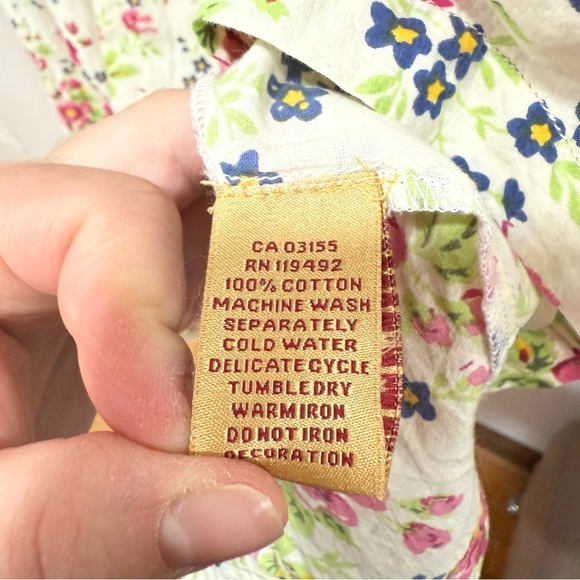 CA 03155
RN 119492
100% COTTON
MACHINE WASH
SEPARATELY
COLD WATER
DELICATE CYCLE
TUMBLE DRY
WARM IRON
DO NOT IRON
DECORATION